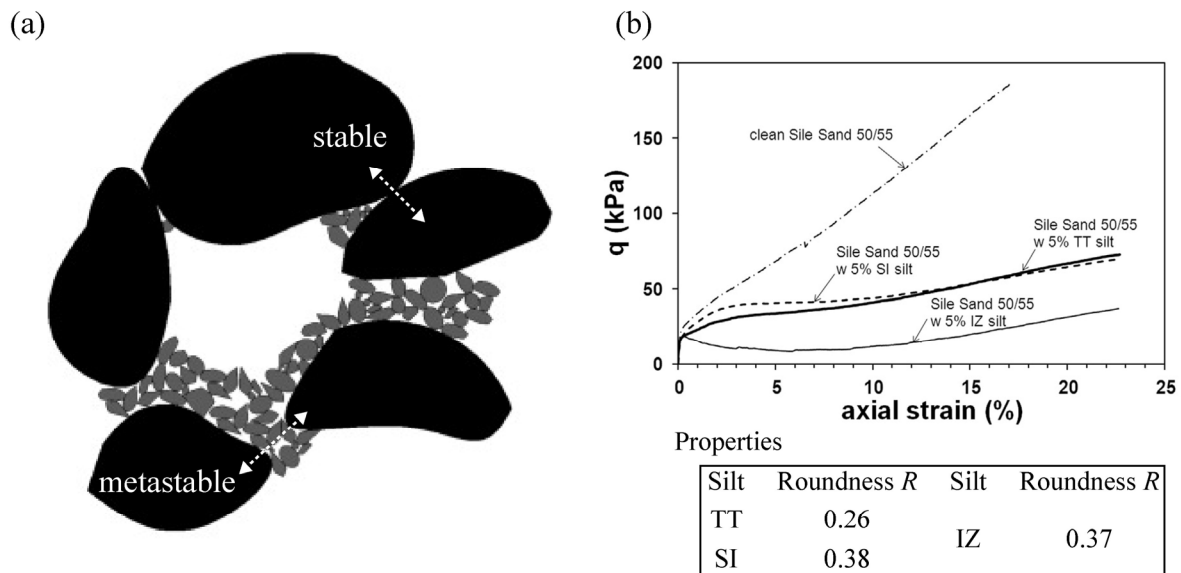 (a)
stable
metastable
(b)
200
150
100
50
0
q (kPa)
clean Sile Sand 50/55
Sile Sand 50/55
w 5% SI silt
Sile Sand 50/55
w 5% TT silt
Sile Sand 50/55
w 5% IZ silt
0 5 10 15 20 25
axial strain (%)
Properties
Silt Roundness R Silt Roundness R
TT 0.26
IZ 0.37
SI 0.38